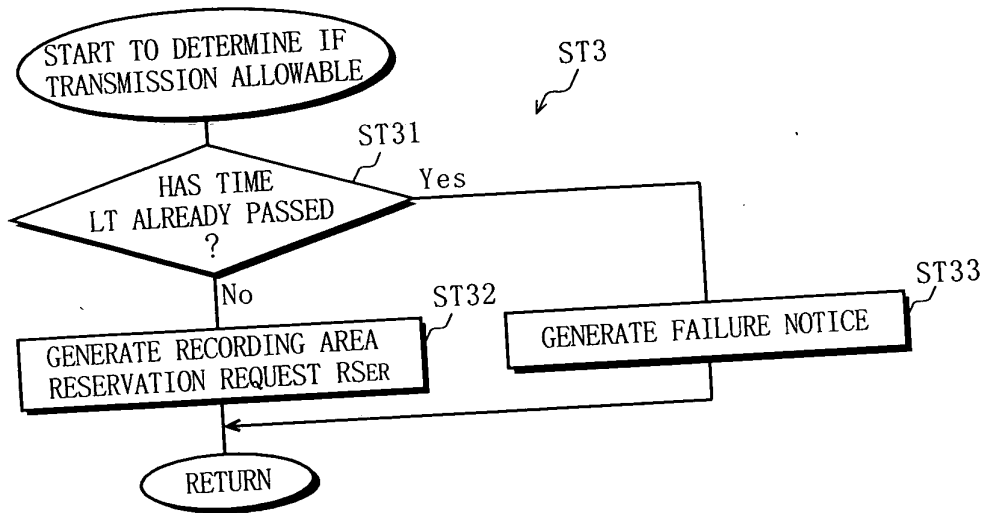 START TO DETERMINE IF
TRANSMISSION ALLOWABLE
ST3
ST31
HAS TIME
LT ALREADY PASSED
?
Yes
No
ST32
GENERATE RECORDING AREA
RESERVATION REQUEST RSER
ST33
GENERATE FAILURE NOTICE
RETURN